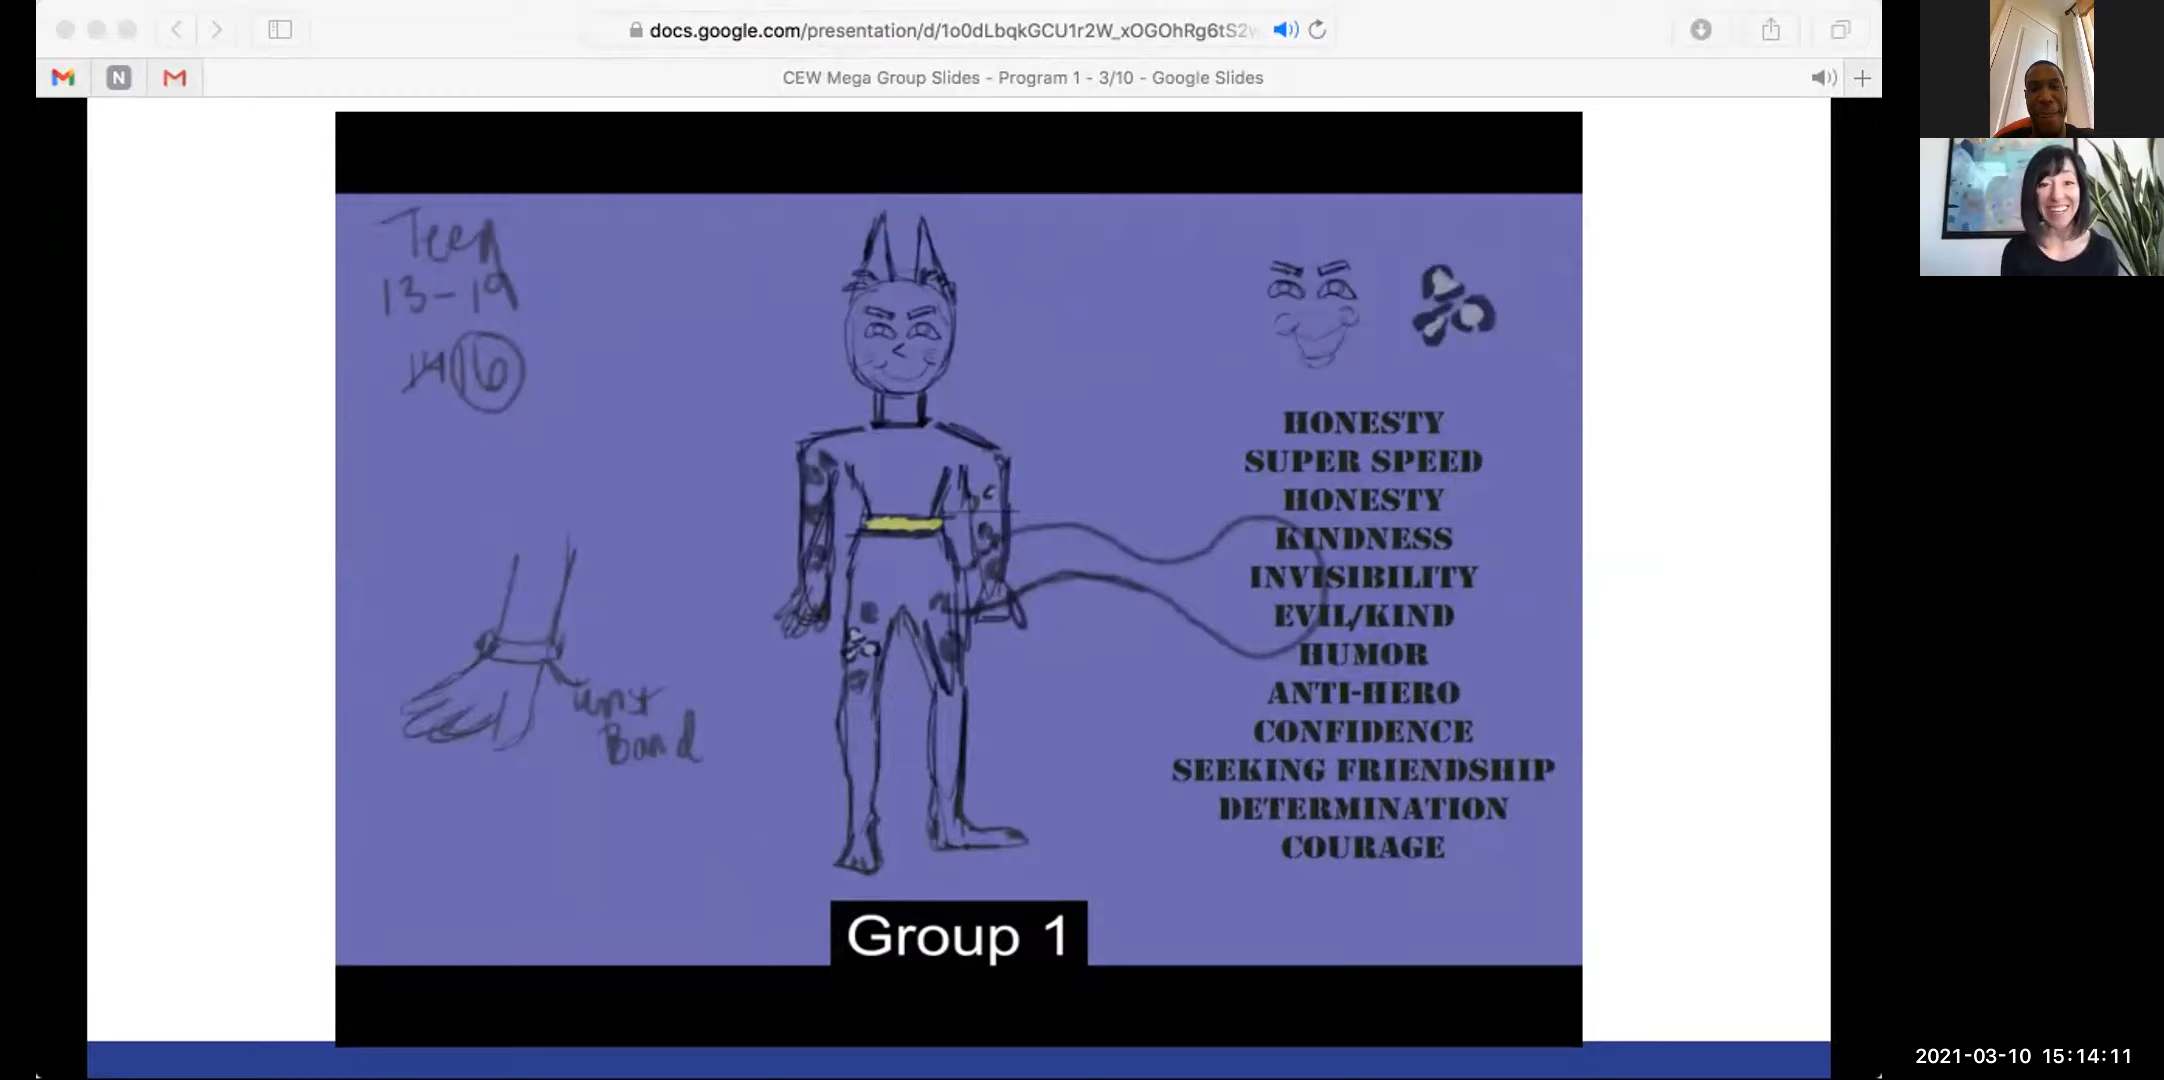 docs.google.com/presentation/d/1o0dLbqkGCU1r2W_xOGOhRg6tS2
CEW Mega Group Slides - Program 1 - 3/10 - Google Slides
N
Teen
13-19
14 16
wrist
Band
HONESTY
SUPER SPEED
HONESTY
KINDNESS
INVISIBILITY
EVIL/KIND
HUMOR
ANTI-HERO
CONFIDENCE
SEEKING FRIENDSHIP
DETERMINATION
COURAGE
Group 1
2021-03-10 15:14:11